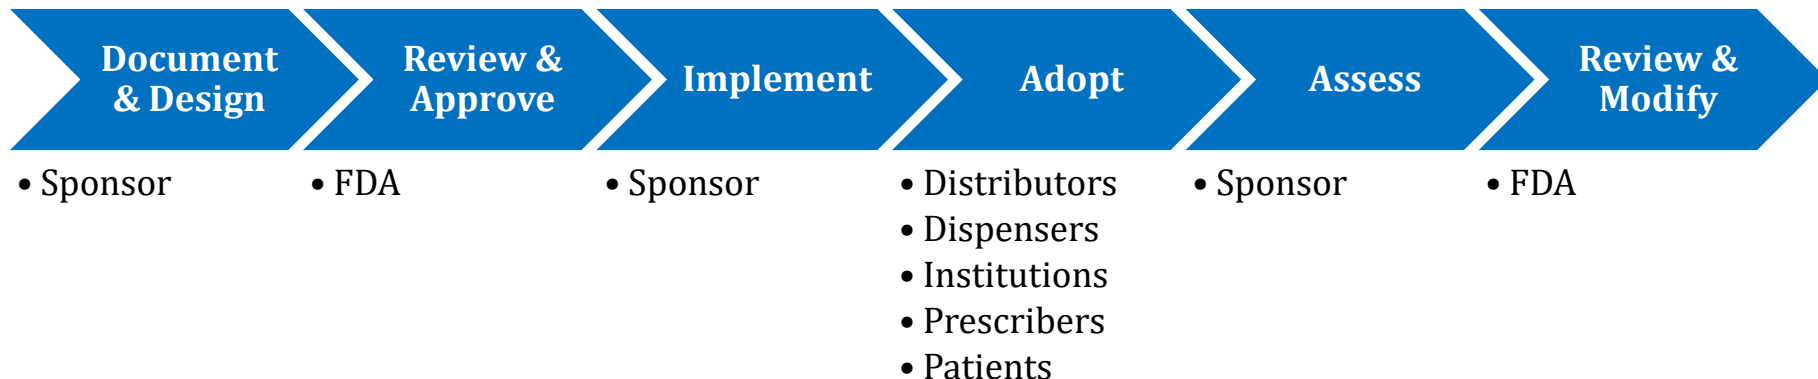 Document
& Design
Review &
Approve
Implement
Adopt
Assess
Review &
Modify
• Sponsor
• FDA
• Sponsor
• Distributors
• Dispensers
• Institutions
• Prescribers
• Patients
• Sponsor
• FDA